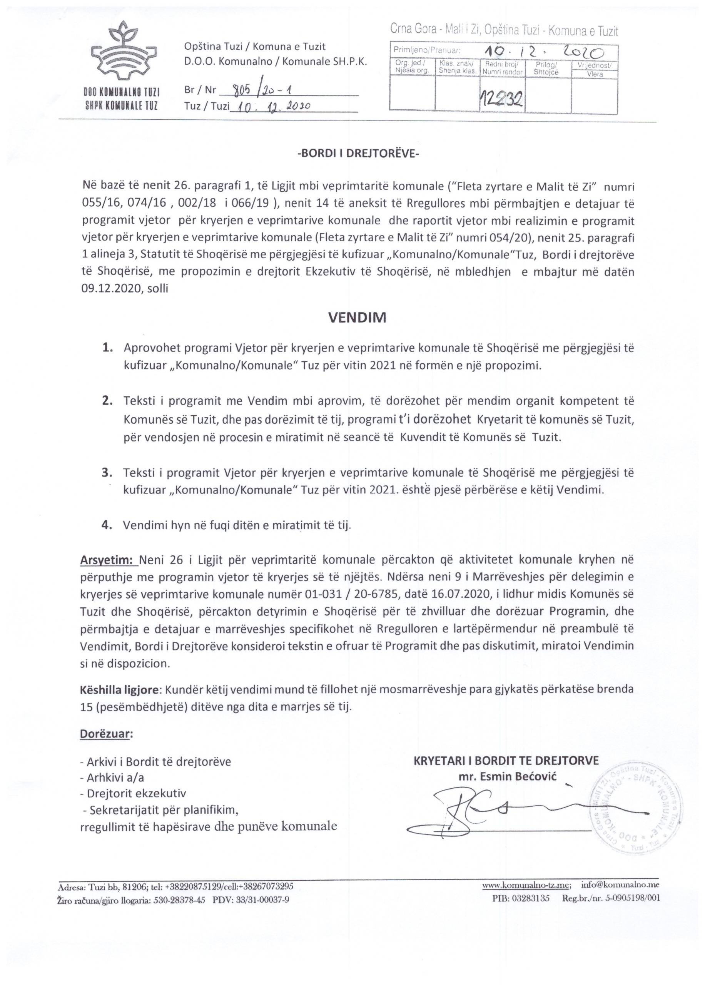 DOO KOMUNALNO TUZI
SHPK KOMUNALE TUZ
Opština Tuzi / Komuna e Tuzit
D.O.O. Komunalno / Komunale SH.P.K.
Br / Nr 805/20-1
Tuz / Tuzi 10. 12. 2020
Crna Gora - Mali i Zi, Opština Tuzi - Komuna e Tuzit
Primljeno/Pranuar: 10. 12. 2020
Org. jed./ Klas. znak/ Redni broj/ Prilog/ Vrijednost/
Njësia org. Shenja klas. Numri rendor Shtojcë Vlera
12232
-BORDI I DREJTORËVE-
Në bazë të nenit 26. paragrafi 1, të Ligjit mbi veprimtaritë komunale (“Fleta zyrtare e Malit të Zi” numri
055/16, 074/16 , 002/18 i 066/19 ), nenit 14 të aneksit të Rregullores mbi përmbajtjen e detajuar të
programit vjetor për kryerjen e veprimtarive komunale dhe raportit vjetor mbi realizimin e programit
vjetor për kryerjen e veprimtarive komunale (Fleta zyrtare e Malit të Zi” numri 054/20), nenit 25. paragrafi
1 alineja 3, Statutit të Shoqërisë me përgjegjësi të kufizuar „Komunalno/Komunale“Tuz, Bordi i drejtorëve
të Shoqërisë, me propozimin e drejtorit Ekzekutiv të Shoqërisë, në mbledhjen e mbajtur më datën
09.12.2020, solli
VENDIM
1. Aprovohet programi Vjetor për kryerjen e veprimtarive komunale të Shoqërisë me përgjegjësi të
kufizuar „Komunalno/Komunale“ Tuz për vitin 2021 në formën e një propozimi.
2. Teksti i programit me Vendim mbi aprovim, të dorëzohet për mendim organit kompetent të
Komunës së Tuzit, dhe pas dorëzimit të tij, programi t’i dorëzohet Kryetarit të komunës së Tuzit,
për vendosjen në procesin e miratimit në seancë të Kuvendit të Komunës së Tuzit.
3. Teksti i programit Vjetor për kryerjen e veprimtarive komunale të Shoqërisë me përgjegjësi të
kufizuar „Komunalno/Komunale“ Tuz për vitin 2021. është pjesë përbërëse e këtij Vendimi.
4. Vendimi hyn në fuqi ditën e miratimit të tij.
Arsyetim: Neni 26 i Ligjit për veprimtaritë komunale përcakton që aktivitetet komunale kryhen në
përputhje me programin vjetor të kryerjes së të njëjtës. Ndërsa neni 9 i Marrëveshjes për delegimin e
kryerjes së veprimtarive komunale numër 01-031 / 20-6785, datë 16.07.2020, i lidhur midis Komunës së
Tuzit dhe Shoqërisë, përcakton detyrimin e Shoqërisë për të zhvilluar dhe dorëzuar Programin, dhe
përmbajtja e detajuar e marrëveshjes specifikohet në Rregulloren e lartëpërmendur në preambulë të
Vendimit, Bordi i Drejtorëve konsideroi tekstin e ofruar të Programit dhe pas diskutimit, miratoi Vendimin
si në dispozicion.
Këshilla ligjore: Kundër këtij vendimi mund të fillohet një mosmarrëveshje para gjykatës përkatëse brenda
15 (pesëmbëdhjetë) ditëve nga dita e marrjes së tij.
Dorëzuar:
- Arkivi i Bordit të drejtorëve
- Arhkivi a/a
- Drejtorit ekzekutiv
- Sekretarijatit për planifikim,
rregullimit të hapësirave dhe punëve komunale
KRYETARI I BORDIT TE DREJTORVE
mr. Esmin Bećović
Crna Gora - Mali i Zi, Opština Tuzi - Komuna e Tuzit
DOO "KOMUNALNO" - SHPK "KOMUNALE"
Tuzi - Tuz
Adresa: Tuzi bb, 81206; tel: +38220875129/cell:+38267073295
Žiro računa/gjiro llogaria: 530-28378-45 PDV: 33/31-00037-9
www.komunalno-tz.me; info@komunalno.me
PIB: 03283135 Reg.br./nr. 5-0905198/001